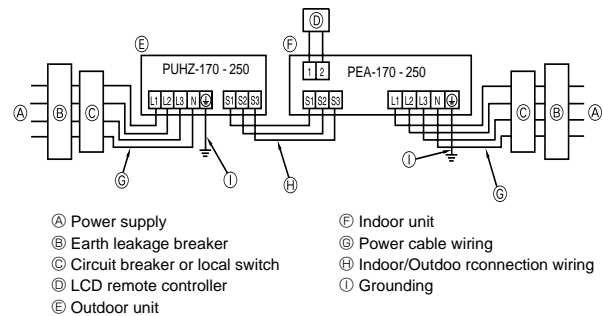 Ⓓ
Ⓔ Ⓕ
PUHZ-170 - 250 1 2 PEA-170 - 250
L1 L2 L3 N S1 S2 S3 S1 S2 S3 L1 L2 L3 N
Ⓐ Ⓑ Ⓒ Ⓒ Ⓑ Ⓐ
Ⓖ Ⓘ Ⓗ Ⓘ Ⓖ
Ⓐ Power supply
Ⓑ Earth leakage breaker
Ⓒ Circuit breaker or local switch
Ⓓ LCD remote controller
Ⓔ Outdoor unit
Ⓕ Indoor unit
Ⓖ Power cable wiring
Ⓗ Indoor/Outdoo rconnection wiring
Ⓘ Grounding